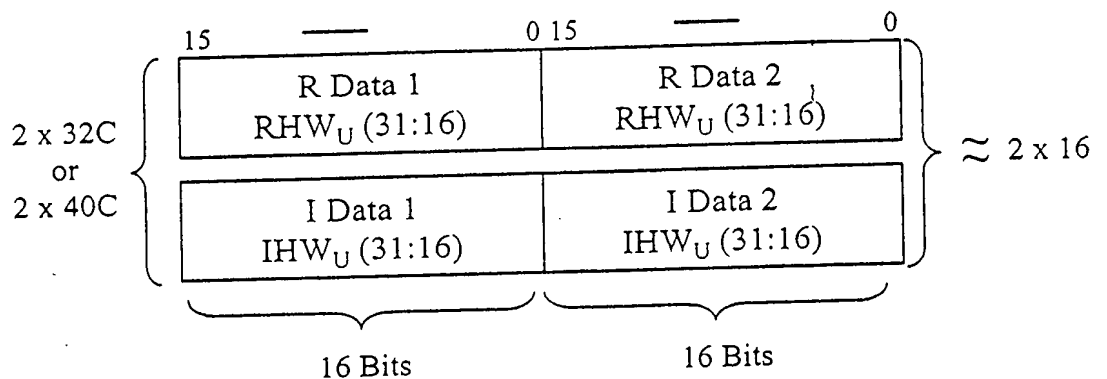 15 0 15 0
R Data 1 R Data 2
RHW_U (31:16) RHW_U (31:16)
2 x 32C
or
2 x 40C
≈ 2 x 16
I Data 1 I Data 2
IHW_U (31:16) IHW_U (31:16)
16 Bits 16 Bits